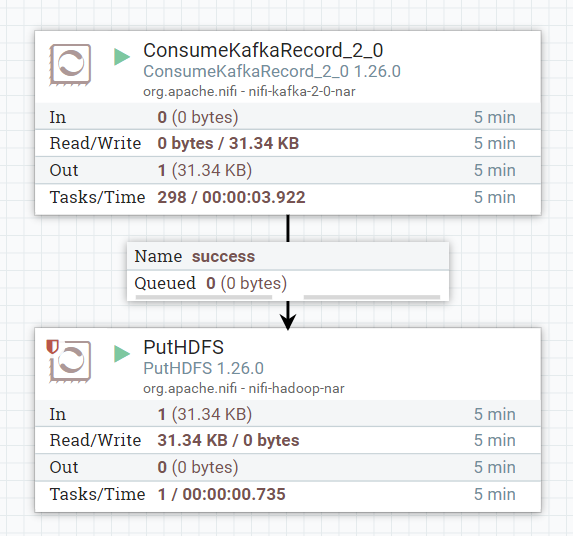 ConsumeKafkaRecord_2_0
ConsumeKafkaRecord_2_0 1.26.0
org.apache.nifi - nifi-kafka-2-0-nar
In 0 (0 bytes) 5 min
Read/Write 0 bytes / 31.34 KB 5 min
Out 1 (31.34 KB) 5 min
Tasks/Time 298 / 00:00:03.922 5 min
Name success
Queued 0 (0 bytes)
PutHDFS
PutHDFS 1.26.0
org.apache.nifi - nifi-hadoop-nar
In 1 (31.34 KB) 5 min
Read/Write 31.34 KB / 0 bytes 5 min
Out 0 (0 bytes) 5 min
Tasks/Time 1 / 00:00:00.735 5 min